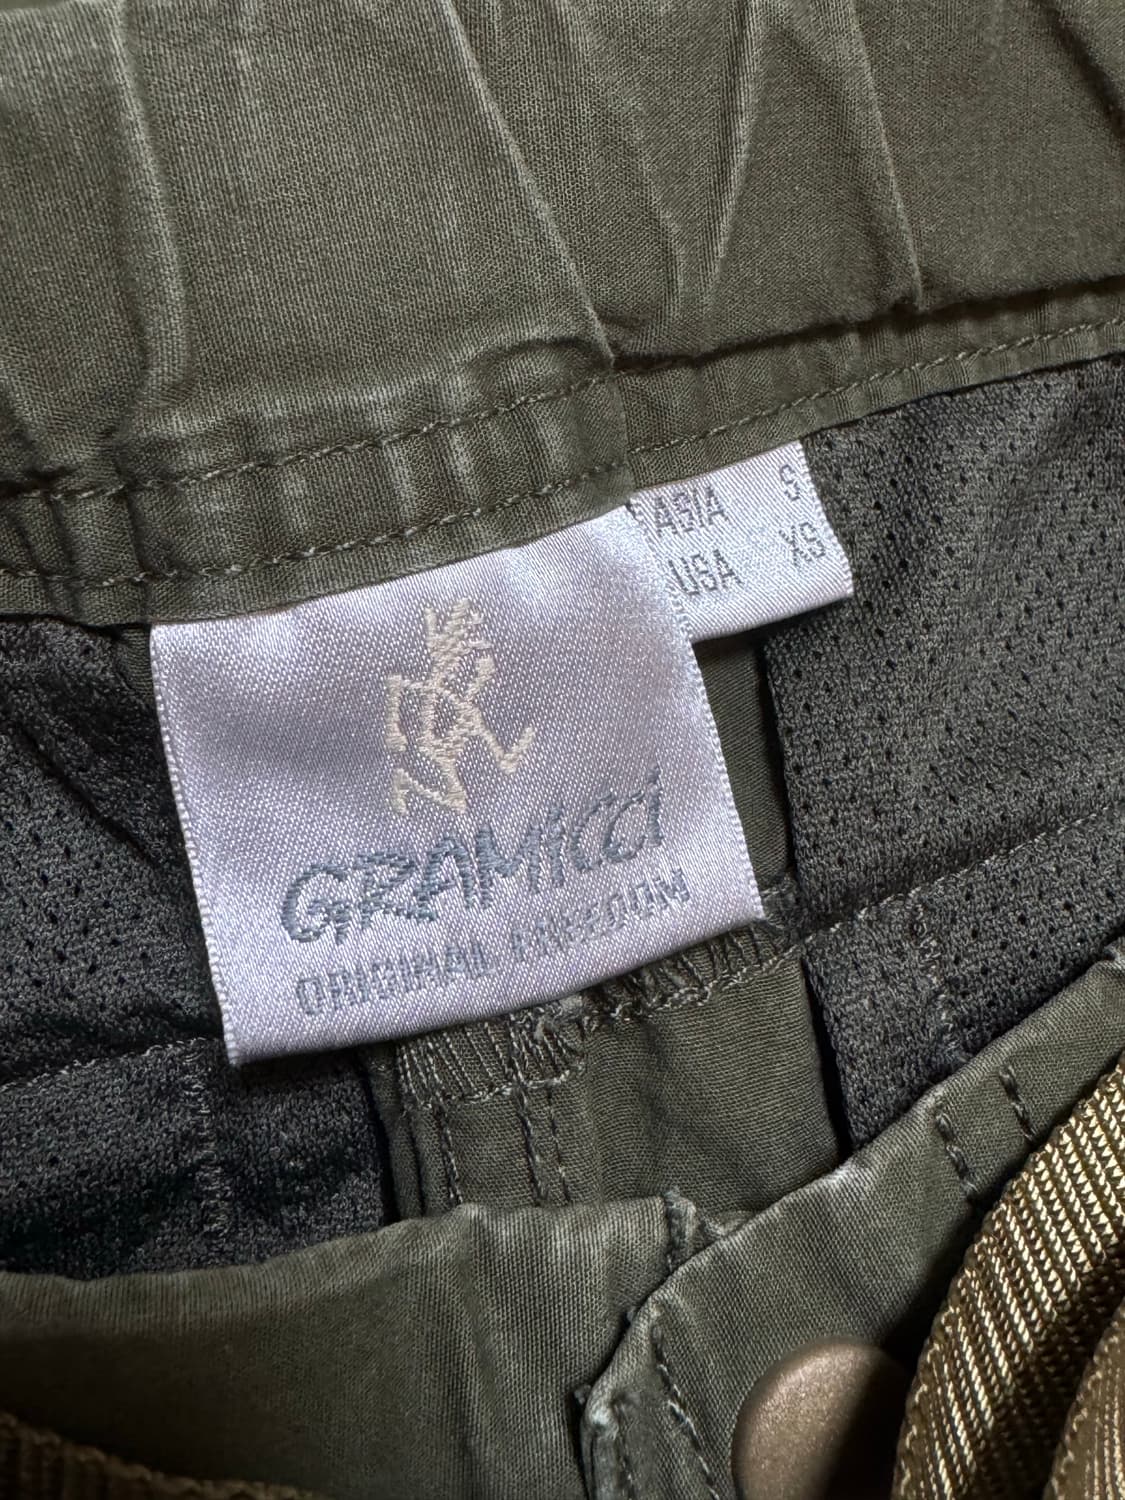 ASIA S
USA XS
GRAMICCI
ORIGINAL FREEDOM